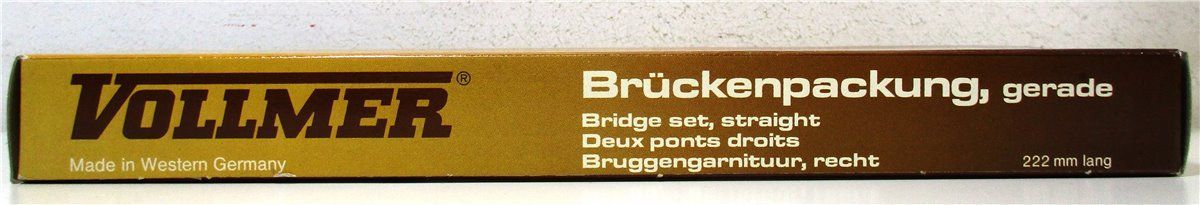 VOLLMER®
Made in Western Germany
Brückenpackung, gerade
Bridge set, straight
Deux ponts droits
Bruggengarnituur, recht
222 mm lang